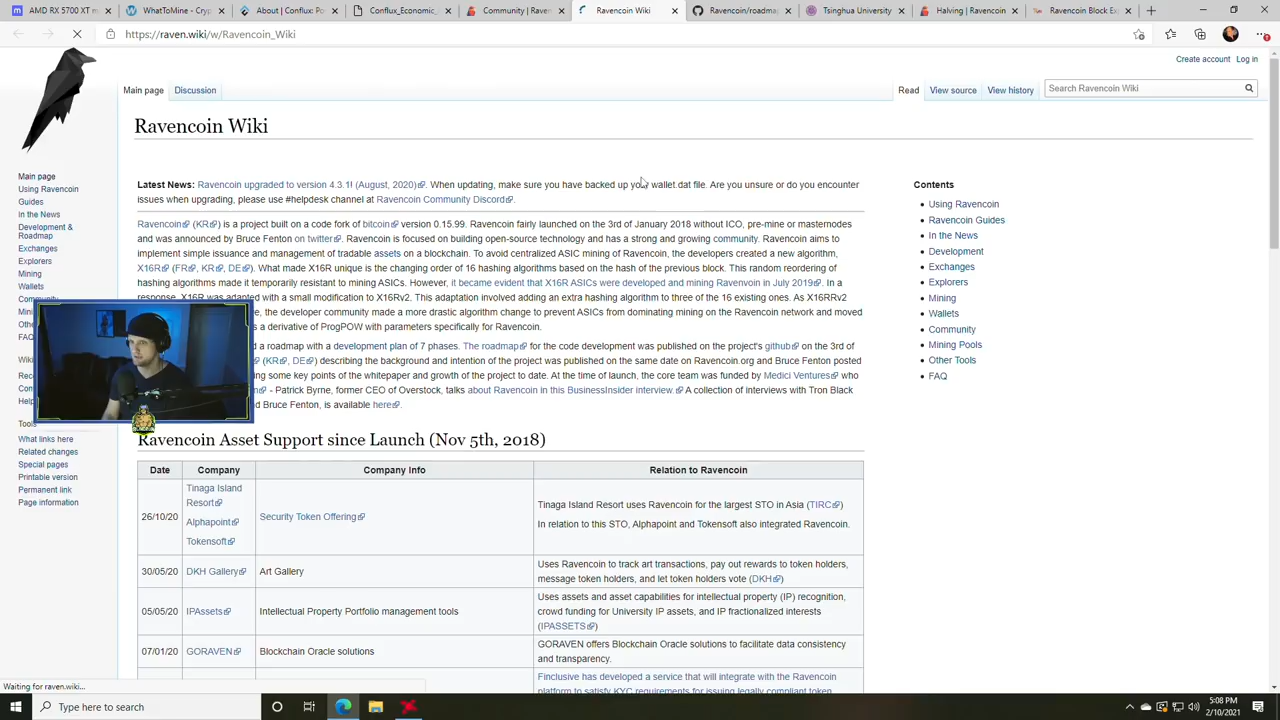 AMD RX 5700 XT m
WhatToMine - Cryp
About | Conflux Po
Conflux_Economic_
Community | Raven
Ravencoin Wiki
Ravencoin/roadmap
Tsinghua University
Halving | Ravencoin
Ravencoin Block Ex
https://raven.wiki/w/Ravencoin_Wiki
Create account Log in
Main page Discussion
Read View source View history
Search Ravencoin Wiki
Ravencoin Wiki
Main page
Using Ravencoin
Guides
In the News
Development &
Roadmap
Exchanges
Explorers
Mining
Wallets
Community
Latest News: Ravencoin upgraded to version 4.3.1! (August, 2020). When updating, make sure you have backed up your wallet.dat file. Are you unsure or do you encounter
issues when upgrading, please use #helpdesk channel at Ravencoin Community Discord.
Ravencoin (KR) is a project built on a code fork of bitcoin version 0.15.99. Ravencoin fairly launched on the 3rd of January 2018 without ICO, pre-mine or masternodes
and was announced by Bruce Fenton on twitter. Ravencoin is focused on building open-source technology and has a strong and growing community. Ravencoin aims to
implement simple issuance and management of tradable assets on a blockchain. To avoid centralized ASIC mining of Ravencoin, the developers created a new algorithm,
X16R (FR, KR, DE). What made X16R unique is the changing order of 16 hashing algorithms based on the hash of the previous block. This random reordering of
hashing algorithms made it temporarily resistant to mining ASICs. However, it became evident that X16R ASICs were developed and mining Ravencoin in July 2019. In a
response, X16R was adapted with a small modification to X16Rv2. This adaptation involved adding an extra hashing algorithm to three of the 16 existing ones. As X16RRv2
, the developer community made a more drastic algorithm change to prevent ASICs from dominating mining on the Ravencoin network and moved
s a derivative of ProgPOW with parameters specifically for Ravencoin.
d a roadmap with a development plan of 7 phases. The roadmap for the code development was published on the project's github on the 3rd of
(KR, DE) describing the background and intention of the project was published on the same date on Ravencoin.org and Bruce Fenton posted
ing some key points of the whitepaper and growth of the project to date. At the time of launch, the core team was funded by Medici Ventures who
- Patrick Byrne, former CEO of Overstock, talks about Ravencoin in this BusinessInsider interview. A collection of interviews with Tron Black
nd Bruce Fenton, is available here.
Contents
Using Ravencoin
Ravencoin Guides
In the News
Development
Exchanges
Explorers
Mining
Wallets
Community
Mining Pools
Other Tools
FAQ
Tools
What links here
Related changes
Special pages
Printable version
Permanent link
Page information
Ravencoin Asset Support since Launch (Nov 5th, 2018)
Date Company Company Info Relation to Ravencoin
26/10/20
Tinaga Island
Resort
Alphapoint
Tokensoft
Security Token Offering
Tinaga Island Resort uses Ravencoin for the largest STO in Asia (TIRC)
In relation to this STO, Alphapoint and Tokensoft also integrated Ravencoin.
30/05/20 DKH Gallery Art Gallery
Uses Ravencoin to track art transactions, pay out rewards to token holders,
message token holders, and let token holders vote (DKH)
05/05/20 IPAssets Intellectual Property Portfolio management tools
Uses assets and asset capabilities for intellectual property (IP) recognition,
crowd funding for University IP assets, and IP fractionalized interests
(IPASSETS)
07/01/20 GORAVEN Blockchain Oracle solutions
GORAVEN offers Blockchain Oracle solutions to facilitate data consistency
and transparency.
Finclusive has developed a service that will integrate with the Ravencoin
platform to satisfy KYC requirements for issuing legally compliant token
Waiting for raven.wiki...
Type here to search
5:08 PM
2/10/2021